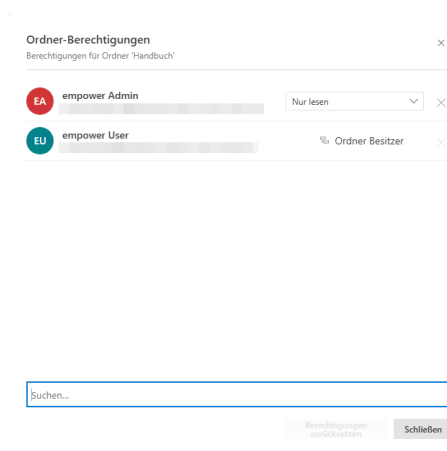 Ordner-Berechtigungen
Berechtigungen für Ordner 'Handbuch'
EA
empower Admin
Nur lesen
EU
empower User
Ordner Besitzer
Suchen...
Berechtigungen
zurücksetzen
Schließen